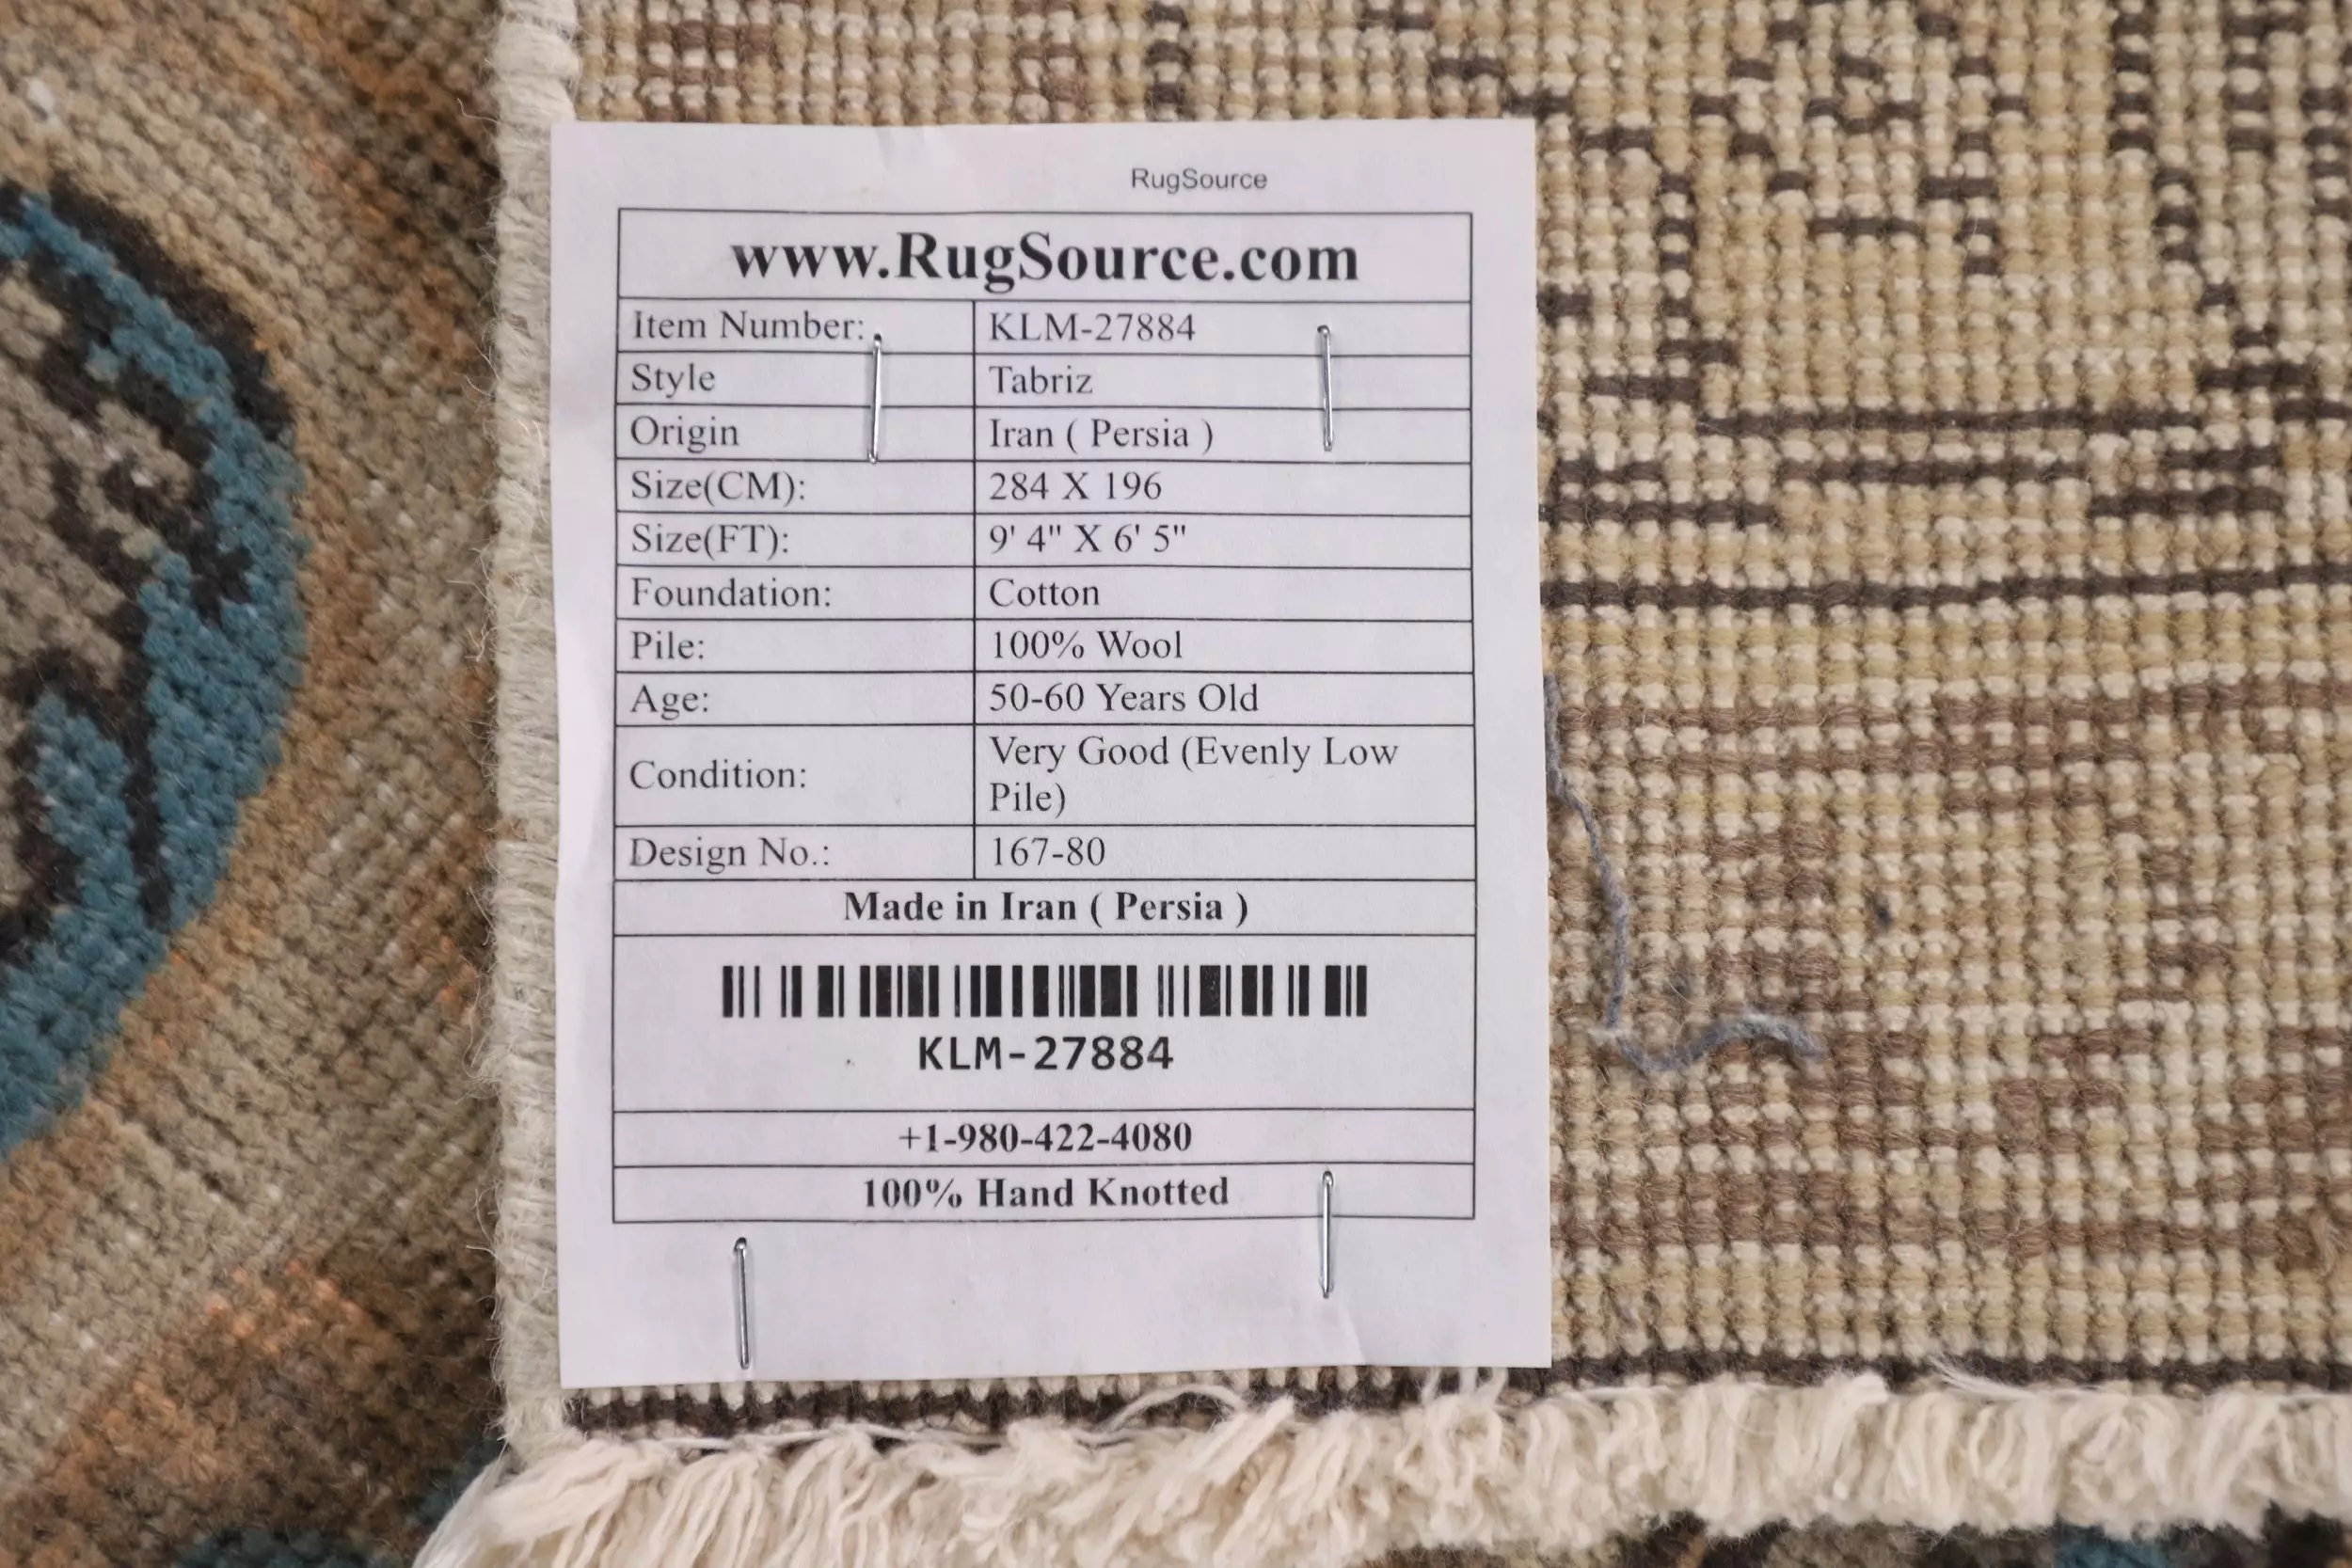 RugSource
www.RugSource.com
Item Number: KLM-27884
Style Tabriz
Origin Iran ( Persia )
Size(CM): 284 X 196
Size(FT): 9' 4" X 6' 5"
Foundation: Cotton
Pile: 100% Wool
Age: 50-60 Years Old
Condition: Very Good (Evenly Low
Pile)
Design No.: 167-80
Made in Iran ( Persia )
KLM-27884
+1-980-422-4080
100% Hand Knotted